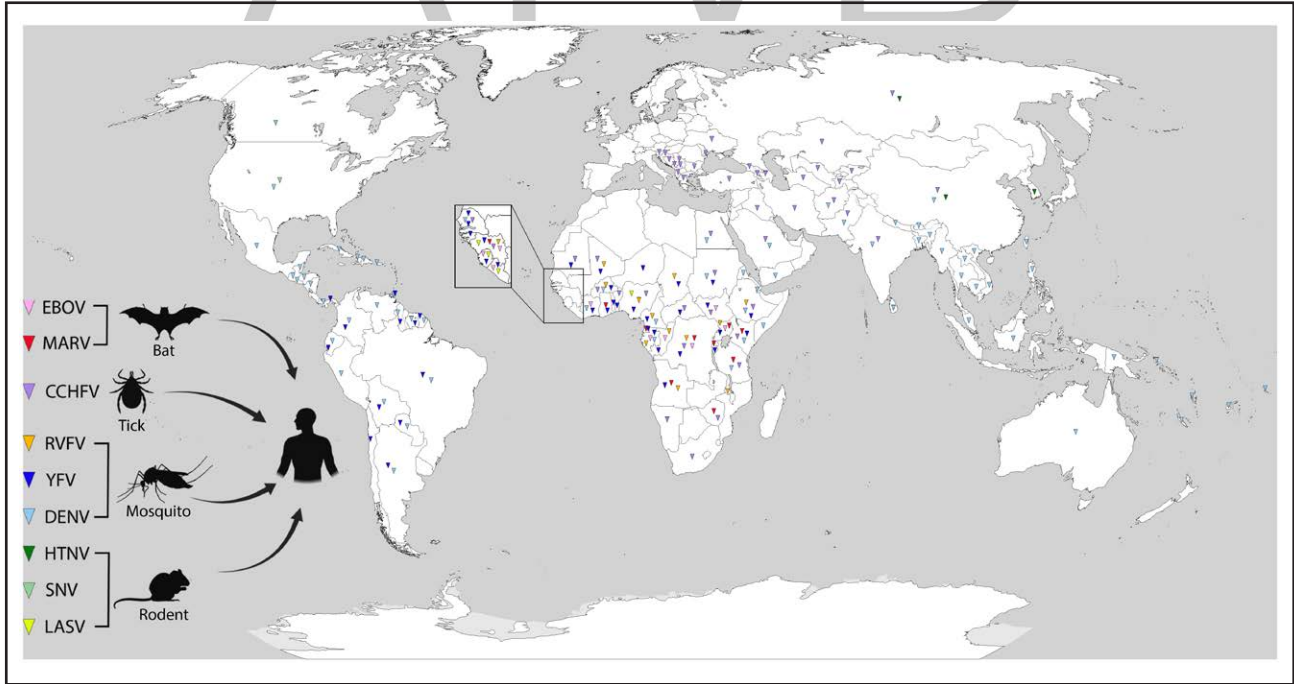 EBOV
MARV
Bat
CCHFV
Tick
RVFV
YFV
DENV
Mosquito
HTNV
SNV
LASV
Rodent